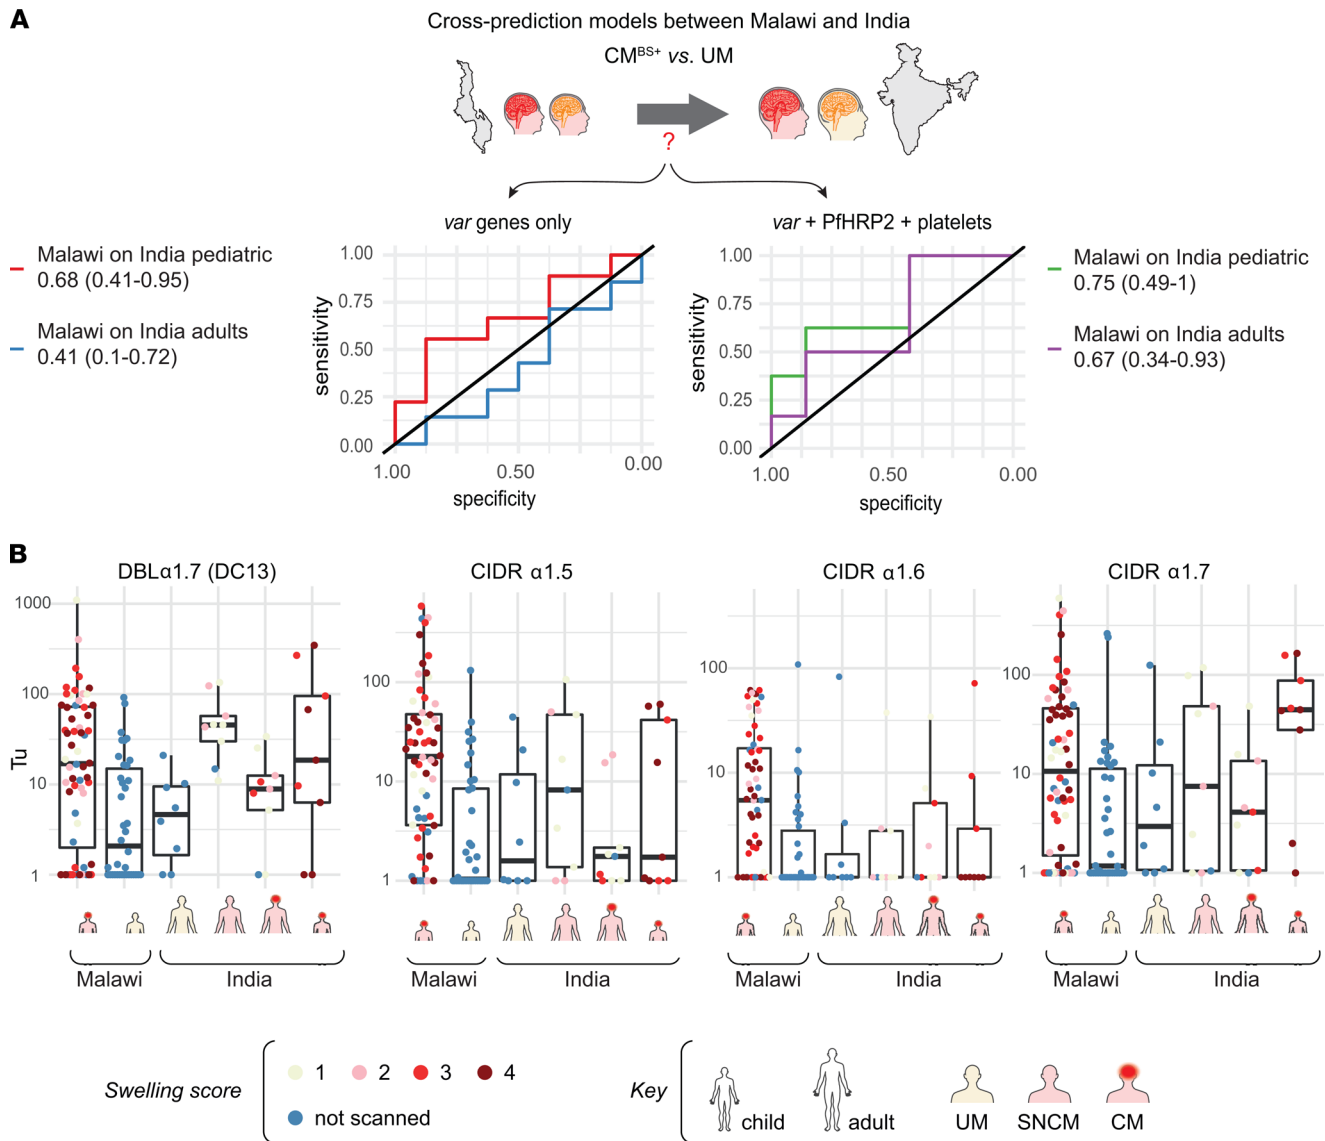 A
Cross-prediction models between Malawi and India
CMBS+ vs. UM
?
var genes only
var + PfHRP2 + platelets
Malawi on India pediatric
0.68 (0.41-0.95)
Malawi on India adults
0.41 (0.1-0.72)
sensitivity
1.00
0.75
0.50
0.25
0.00
1.00
0.50
0.00
specificity
sensitivity
1.00
0.75
0.50
0.25
0.00
1.00
0.50
0.00
specificity
Malawi on India pediatric
0.75 (0.49-1)
Malawi on India adults
0.67 (0.34-0.93)
B
DBLα1.7 (DC13)
Tu
1000
100
10
1
Malawi
India
CIDR α1.5
100
10
1
Malawi
India
CIDR α1.6
100
10
1
Malawi
India
CIDR α1.7
100
10
1
Malawi
India
Swelling score
1
2
3
4
not scanned
Key
child
adult
UM
SNCM
CM